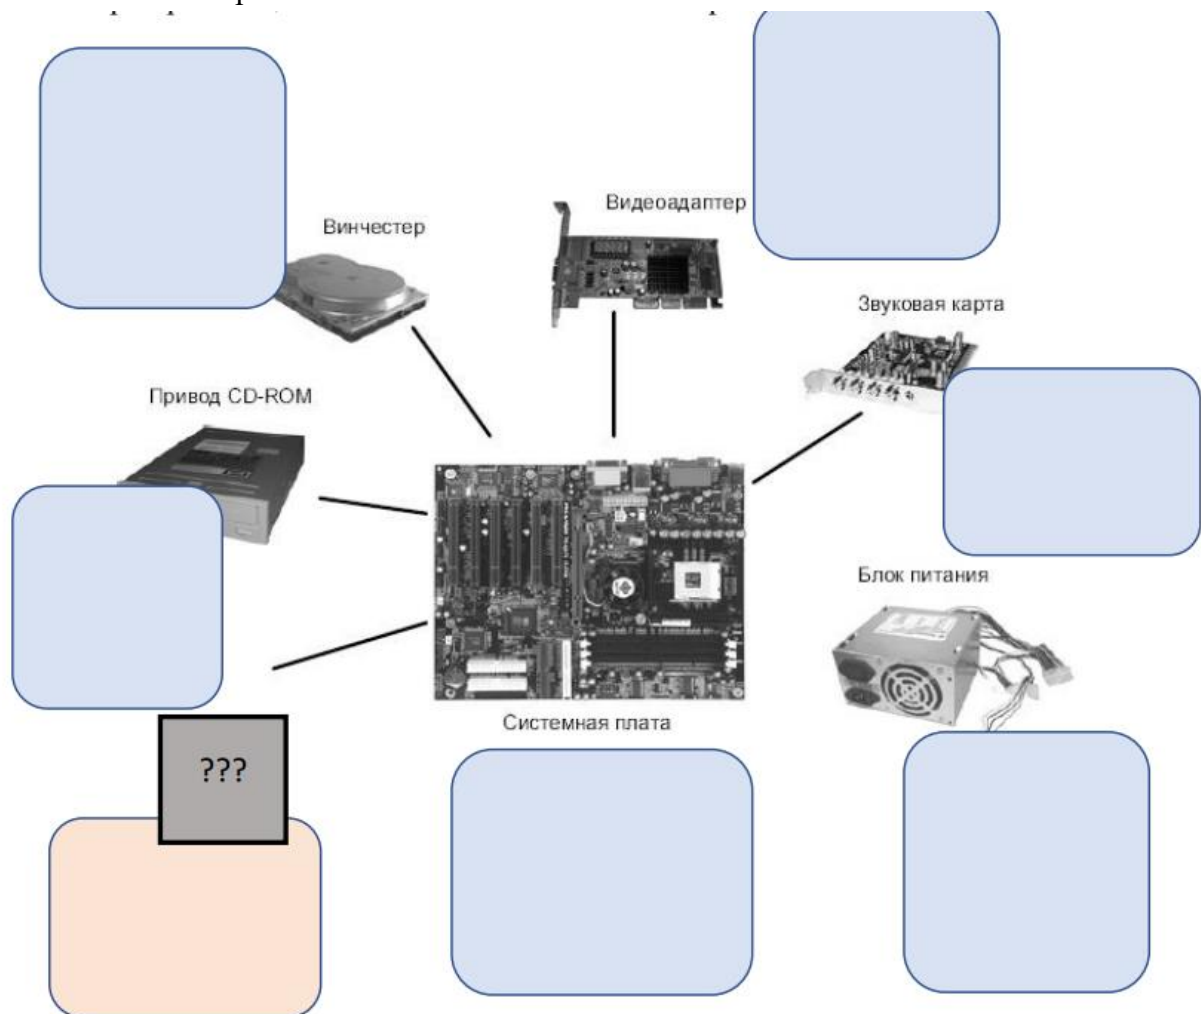 Видеоадаптер
Винчестер
Звуковая карта
Привод CD-ROM
Блок питания
Системная плата
???